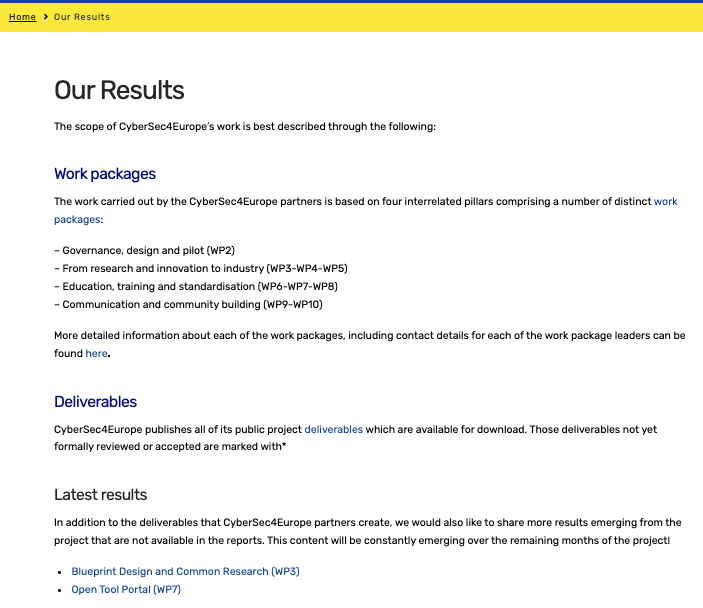 Home > Our Results
Our Results
The scope of CyberSec4Europe's work is best described through the following:
Work packages
The work carried out by the CyberSec4Europe partners is based on four interrelated pillars comprising a number of distinct work
packages:
– Governance, design and pilot (WP2)
– From research and innovation to industry (WP3-WP4-WP5)
– Education, training and standardisation (WP6-WP7-WP8)
– Communication and community building (WP9-WP10)
More detailed information about each of the work packages, including contact details for each of the work package leaders can be
found here.
Deliverables
CyberSec4Europe publishes all of its public project deliverables which are available for download. Those deliverables not yet
formally reviewed or accepted are marked with*
Latest results
In addition to the deliverables that CyberSec4Europe partners create, we would also like to share more results emerging from the
project that are not available in the reports. This content will be constantly emerging over the remaining months of the project!
• Blueprint Design and Common Research (WP3)
• Open Tool Portal (WP7)